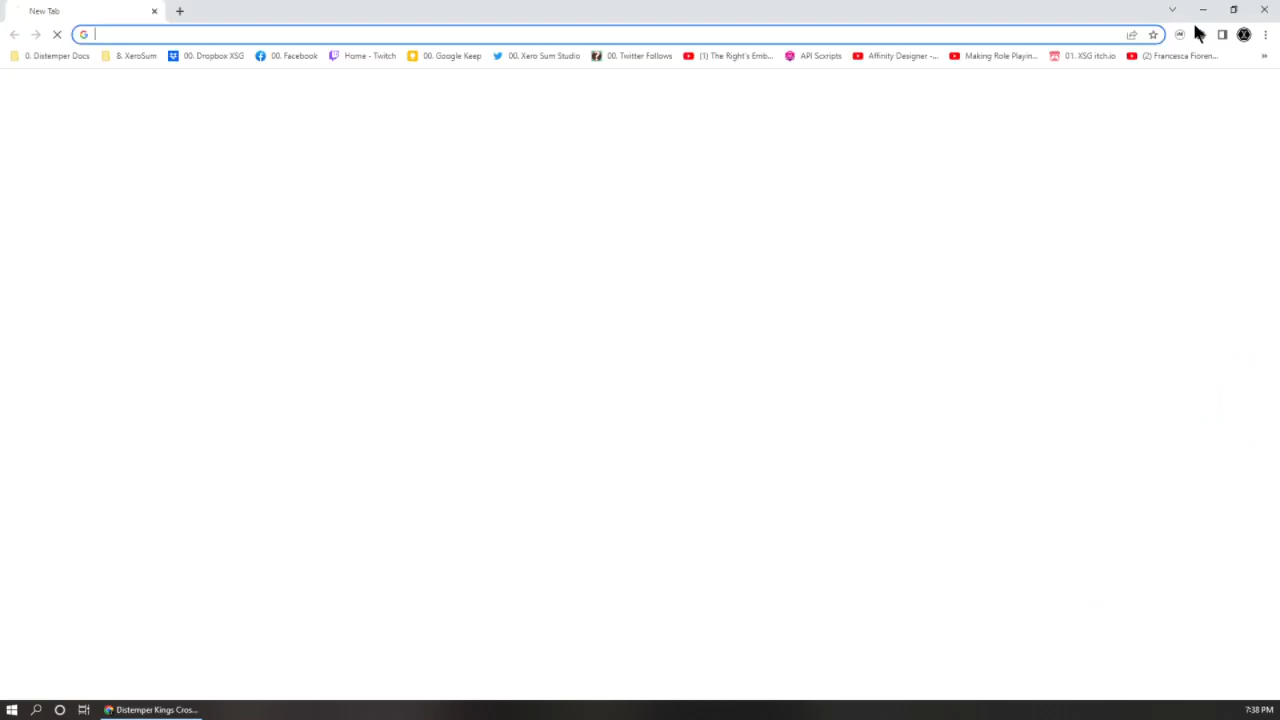 New Tab
0. Distemper Docs
&. XeroSum
00. Dropbox XSG
00. Facebook
Home - Twitch
00. Google Keep
00. Xero Sum Studio
00. Twitter Follows
(1) The Right's Emb...
API Scxripts
Affinity Designer -...
Making Role Playin...
01. XSG itch.io
(2) Francesca Fioren...
»
Distemper Kings Cros...
7:38 PM